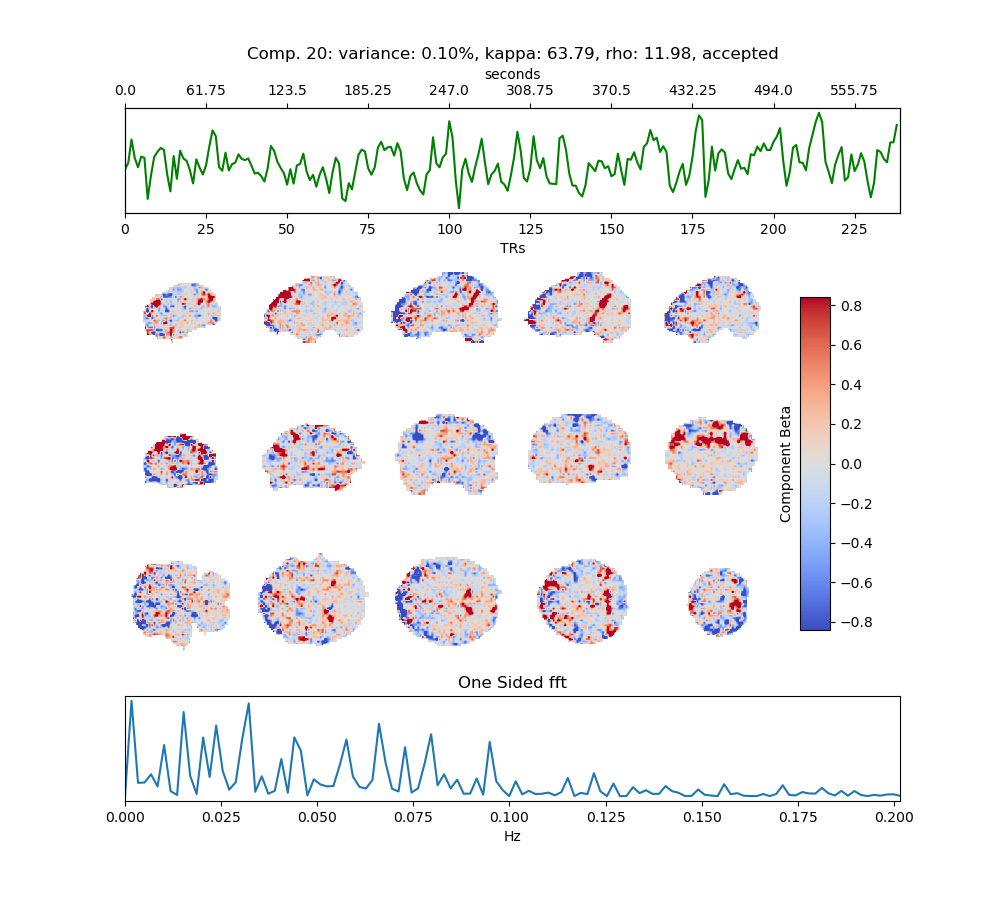 Comp. 20: variance: 0.10%, kappa: 63.79, rho: 11.98, accepted
seconds
0.0 61.75 123.5 185.25 247.0 308.75 370.5 432.25 494.0 555.75
0 25 50 75 100 125 150 175 200 225
TRs
0.8
0.6
0.4
0.2
0.0
−0.2
−0.4
−0.6
−0.8
Component Beta
One Sided fft
0.000 0.025 0.050 0.075 0.100 0.125 0.150 0.175 0.200
Hz